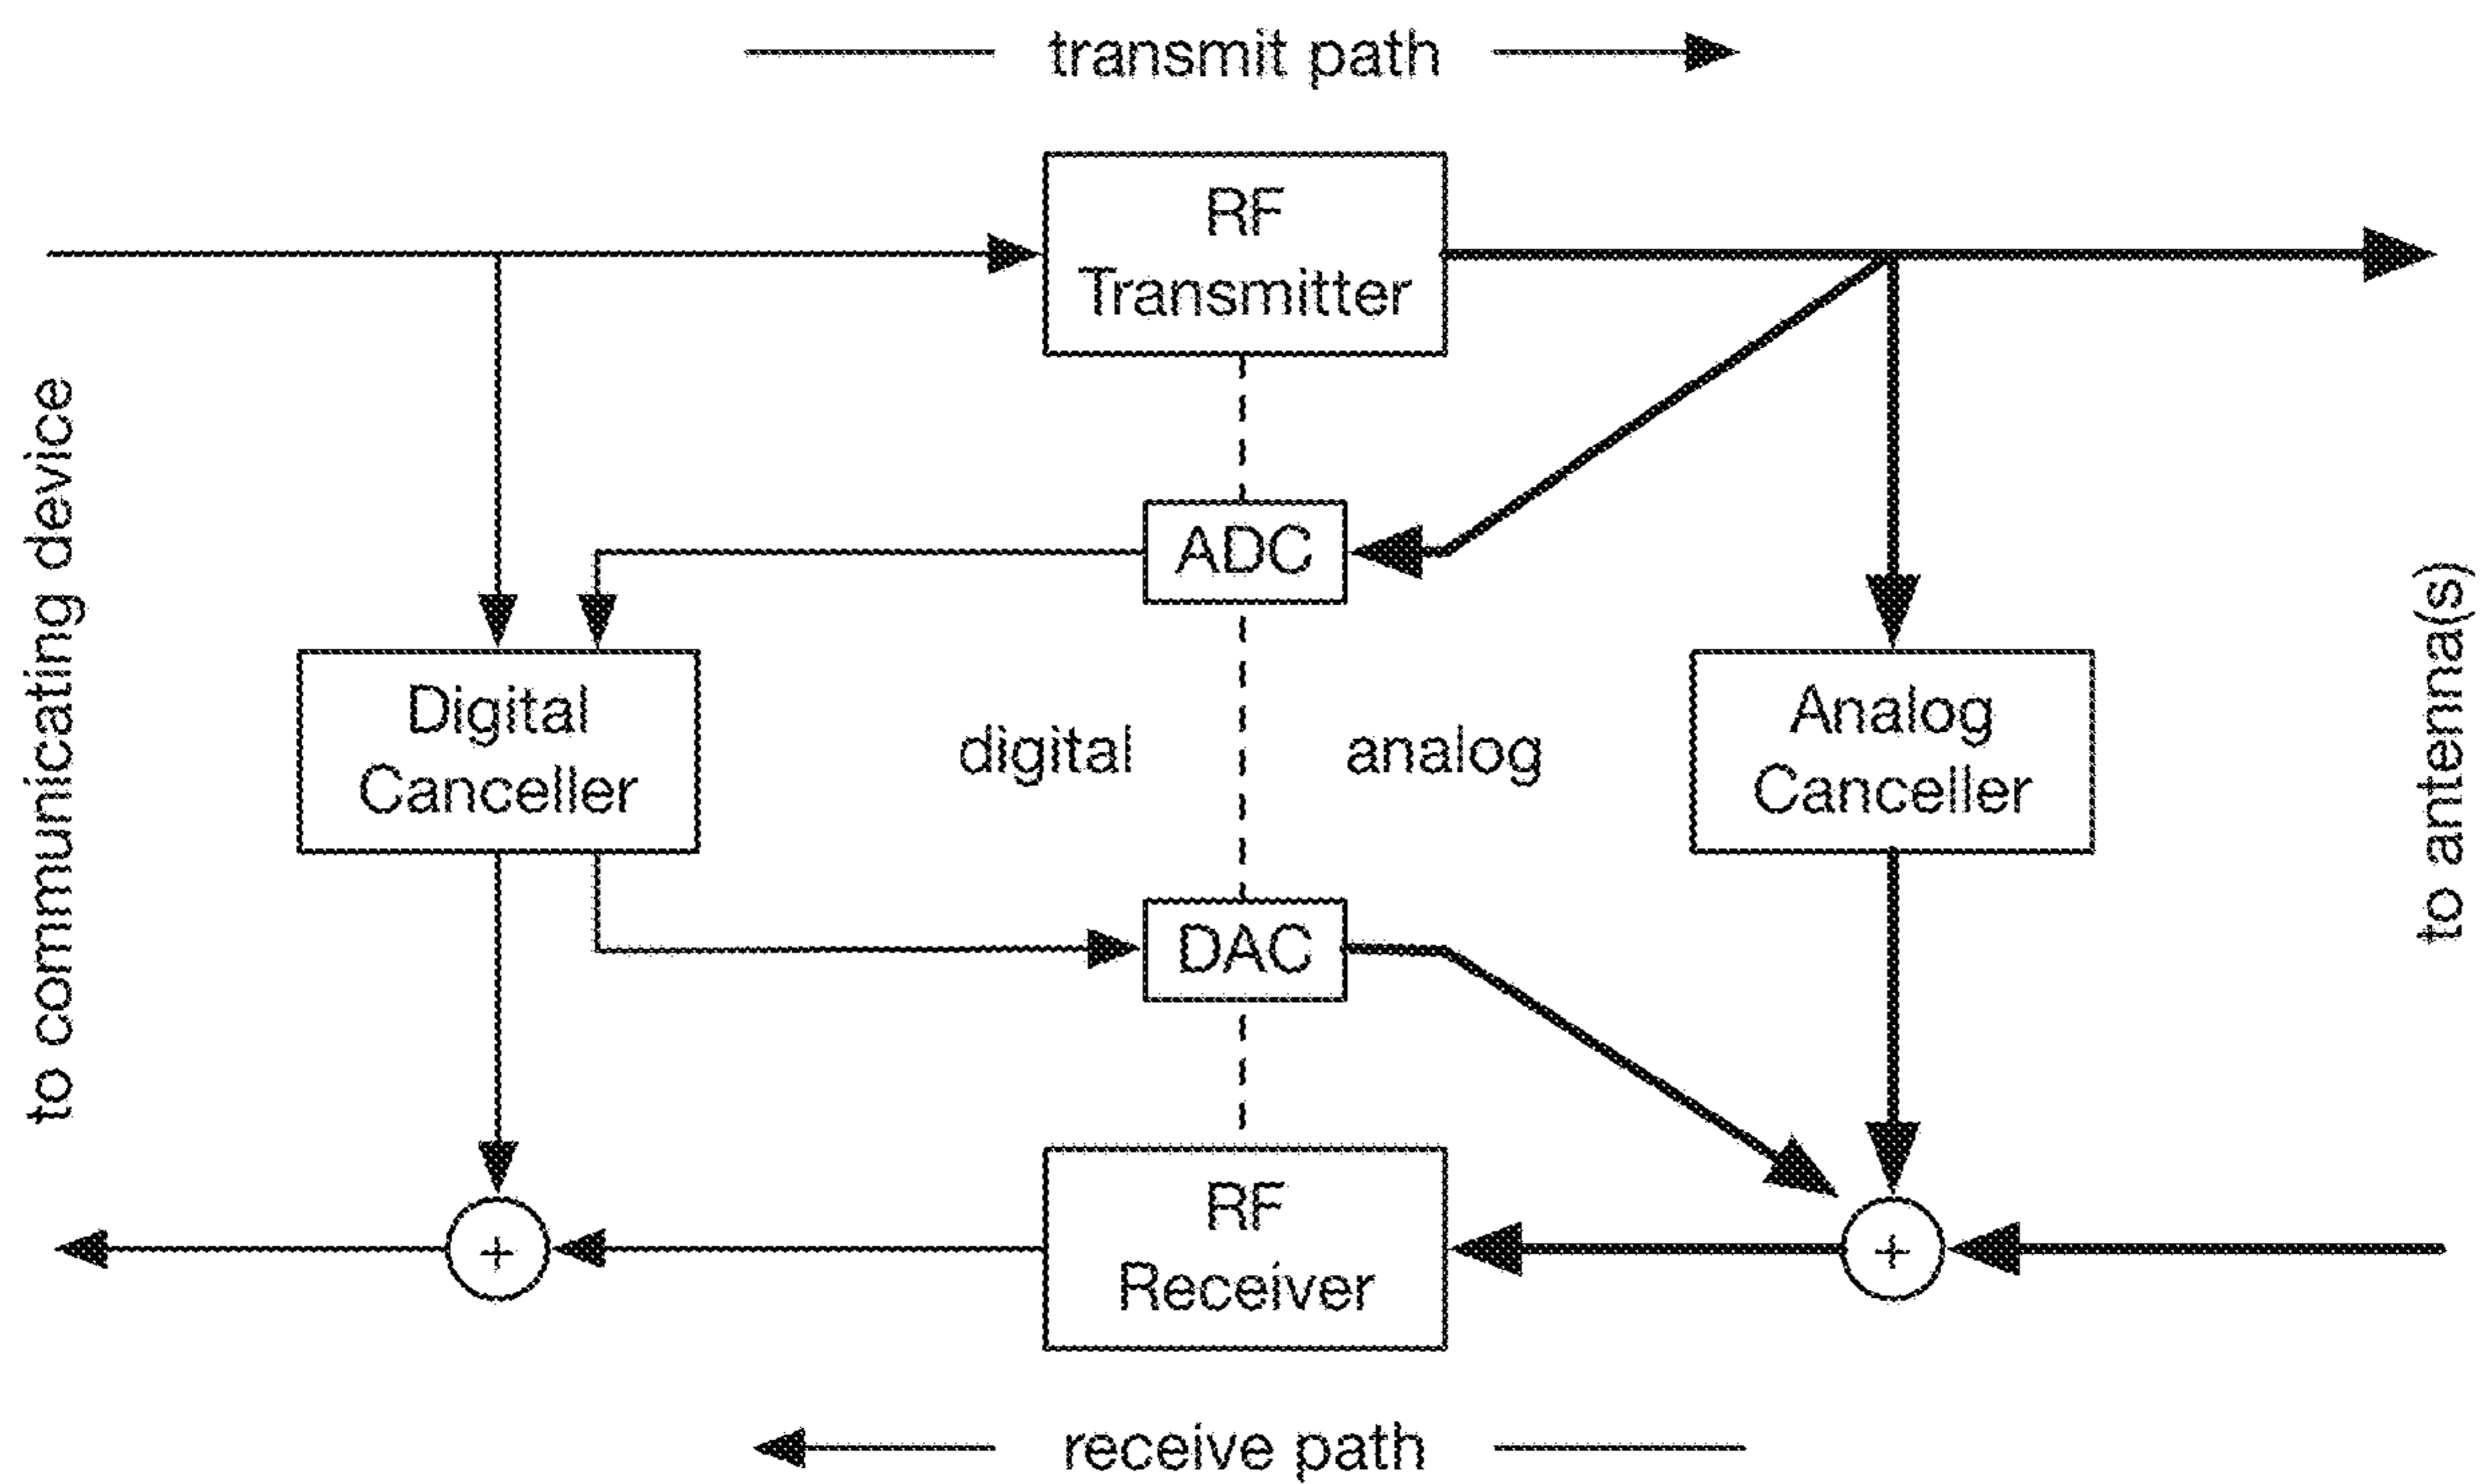 transmit path
RF
Transmitter
to communicating device
ADC
Digital
Canceller
digital
analog
Analog
Canceller
to antenna(s)
DAC
+
RF
Receiver
+
receive path